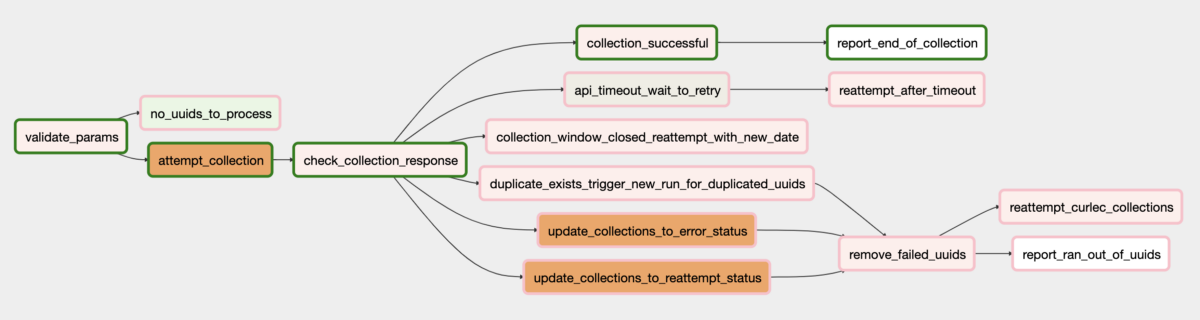 collection_successful
report_end_of_collection
api_timeout_wait_to_retry
reattempt_after_timeout
no_uuids_to_process
validate_params
collection_window_closed_reattempt_with_new_date
attempt_collection
check_collection_response
duplicate_exists_trigger_new_run_for_duplicated_uuids
reattempt_curlec_collections
update_collections_to_error_status
remove_failed_uuids
report_ran_out_of_uuids
update_collections_to_reattempt_status